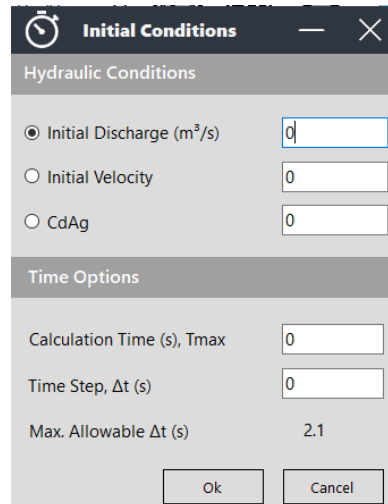 Initial Conditions
Hydraulic Conditions
Initial Discharge (m³/s) 0
Initial Velocity 0
CdAg 0
Time Options
Calculation Time (s), Tmax 0
Time Step, Δt (s) 0
Max. Allowable Δt (s) 2.1
Ok Cancel